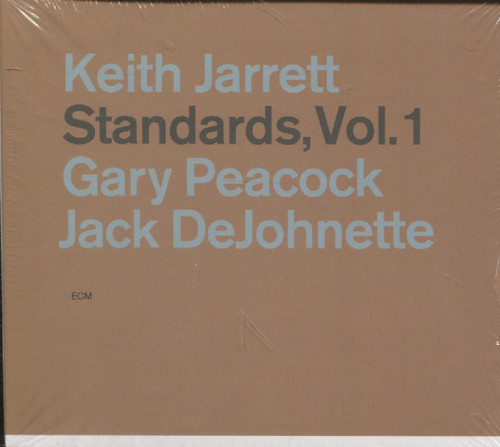 Keith Jarrett
Standards, Vol. 1
Gary Peacock
Jack DeJohnette
ECM